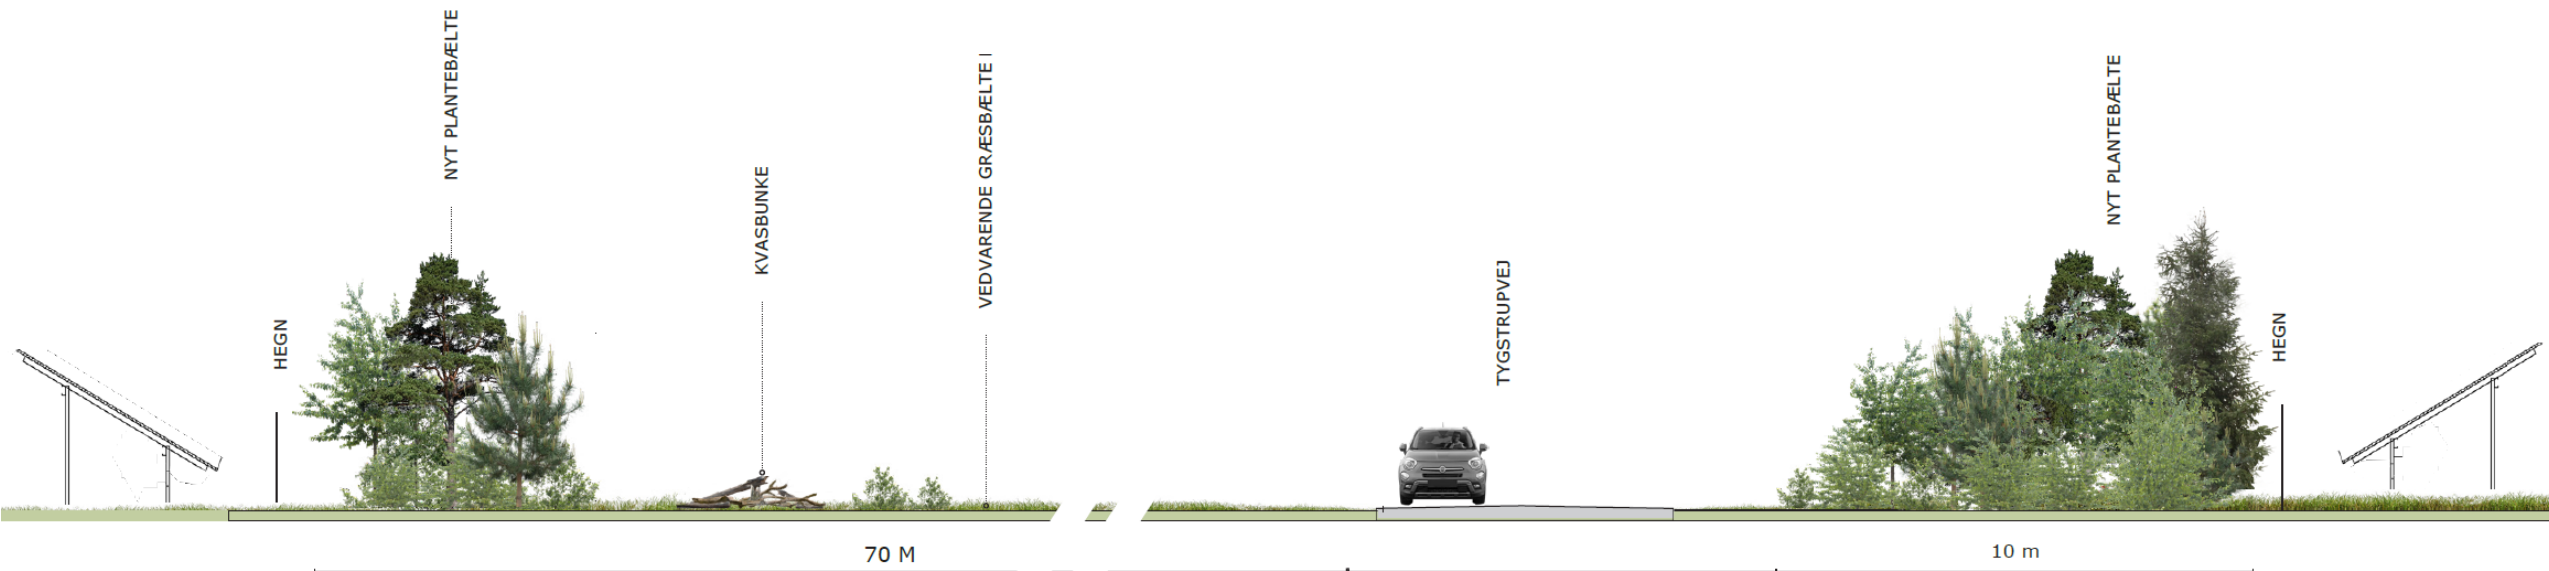 NYT PLANTEBÆLTE
KVASBUNKE
VEDVARENDE GRÆSBÆLTE I
HEGN
TYGSTRUPVEJ
NYT PLANTEBÆLTE
HEGN
70 M
10 m